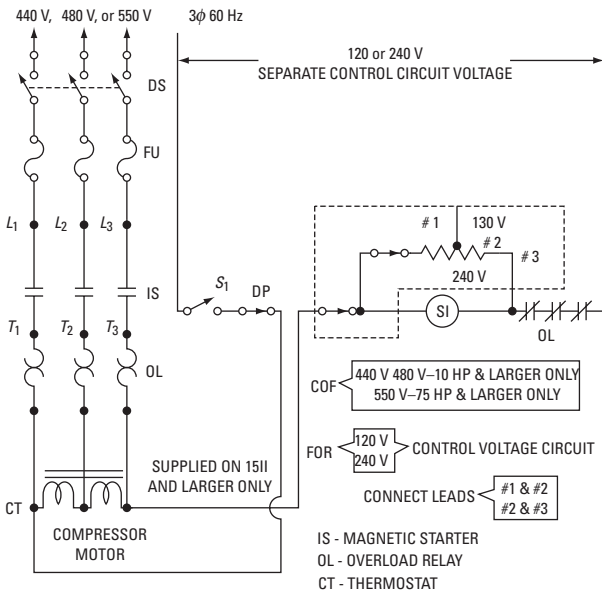 440 V, 480 V, or 550 V
3ϕ 60 Hz
120 or 240 V
SEPARATE CONTROL CIRCUIT VOLTAGE
DS
FU
L1
L2
L3
# 1
130 V
# 2
# 3
240 V
IS
S1
DP
SI
OL
T1
T2
T3
OL
COF
440 V 480 V–10 HP & LARGER ONLY
550 V–75 HP & LARGER ONLY
FOR
120 V
240 V
CONTROL VOLTAGE CIRCUIT
SUPPLIED ON 15II
AND LARGER ONLY
CONNECT LEADS
#1 & #2
#2 & #3
CT
COMPRESSOR
MOTOR
IS - MAGNETIC STARTER
OL - OVERLOAD RELAY
CT - THERMOSTAT